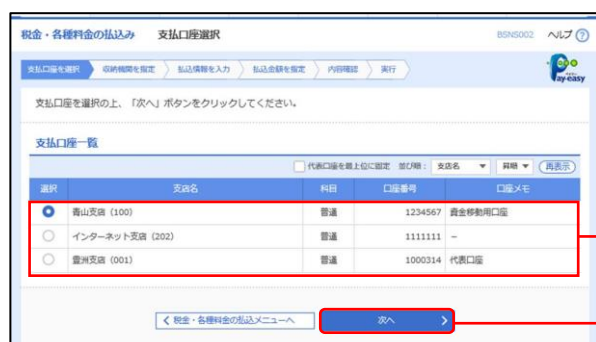 税金・各種料金の払込み 支払口座選択 BSNS002 ヘルプ ?
支払口座を選択 収納機関を指定 払込情報を入力 払込金額を指定 内容確認 実行
Pay-easy
支払口座を選択の上、「次へ」ボタンをクリックしてください。
支払口座一覧
代表口座を最上位に固定 並び順: 支店名 ▼ 昇順 ▼ 再表示
選択 支店名 科目 口座番号 口座メモ
青山支店 (100) 普通 1234567 資金移動用口座
インターネット支店 (202) 普通 1111111 -
豊洲支店 (001) 普通 1000314 代表口座
税金・各種料金の払込メニューへ 次へ